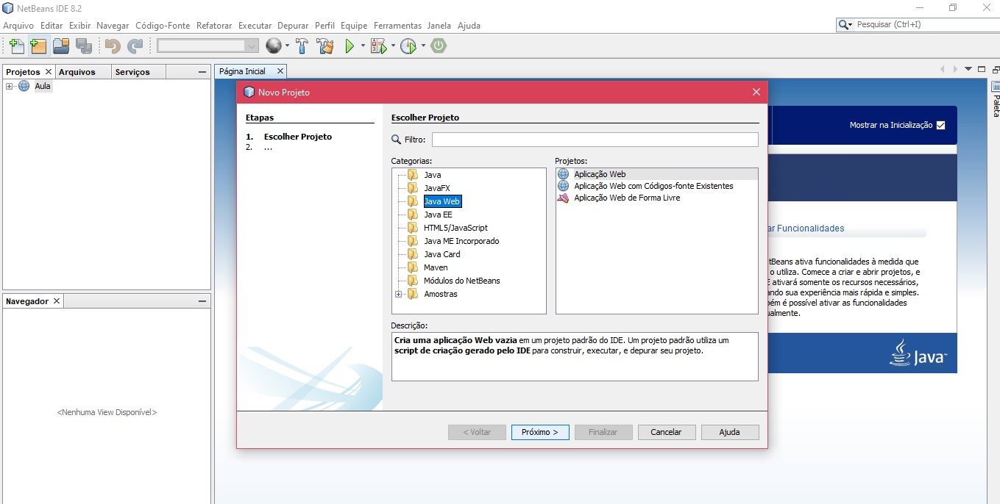 NetBeans IDE 8.2
Arquivo Editar Exibir Navegar Código-Fonte Refatorar Executar Depurar Perfil Equipe Ferramentas Janela Ajuda
Pesquisar (Ctrl+I)
Projetos Arquivos Serviços
Aula
Página Inicial
Paleta
Mostrar na Inicialização
Novo Projeto
Etapas
1. Escolher Projeto
2. ...
Escolher Projeto
Filtro:
Categorias:
Java
JavaFX
Java Web
Java EE
HTML5/JavaScript
Java ME Incorporado
Java Card
Maven
Módulos do NetBeans
Amostras
Projetos:
Aplicação Web
Aplicação Web com Códigos-fonte Existentes
Aplicação Web de Forma Livre
Descrição:
Cria uma aplicação Web vazia em um projeto padrão do IDE. Um projeto padrão utiliza um
script de criação gerado pelo IDE para construir, executar, e depurar seu projeto.
< Voltar Próximo > Finalizar Cancelar Ajuda
ar Funcionalidades
tBeans ativa funcionalidades à medida que
o utiliza. Comece a criar e abrir projetos, e
E ativará somente os recursos necessários,
ando sua experiência mais rápida e simples.
bém é possível ativar as funcionalidades
ualmente.
Java
Navegador
<Nenhuma View Disponível>